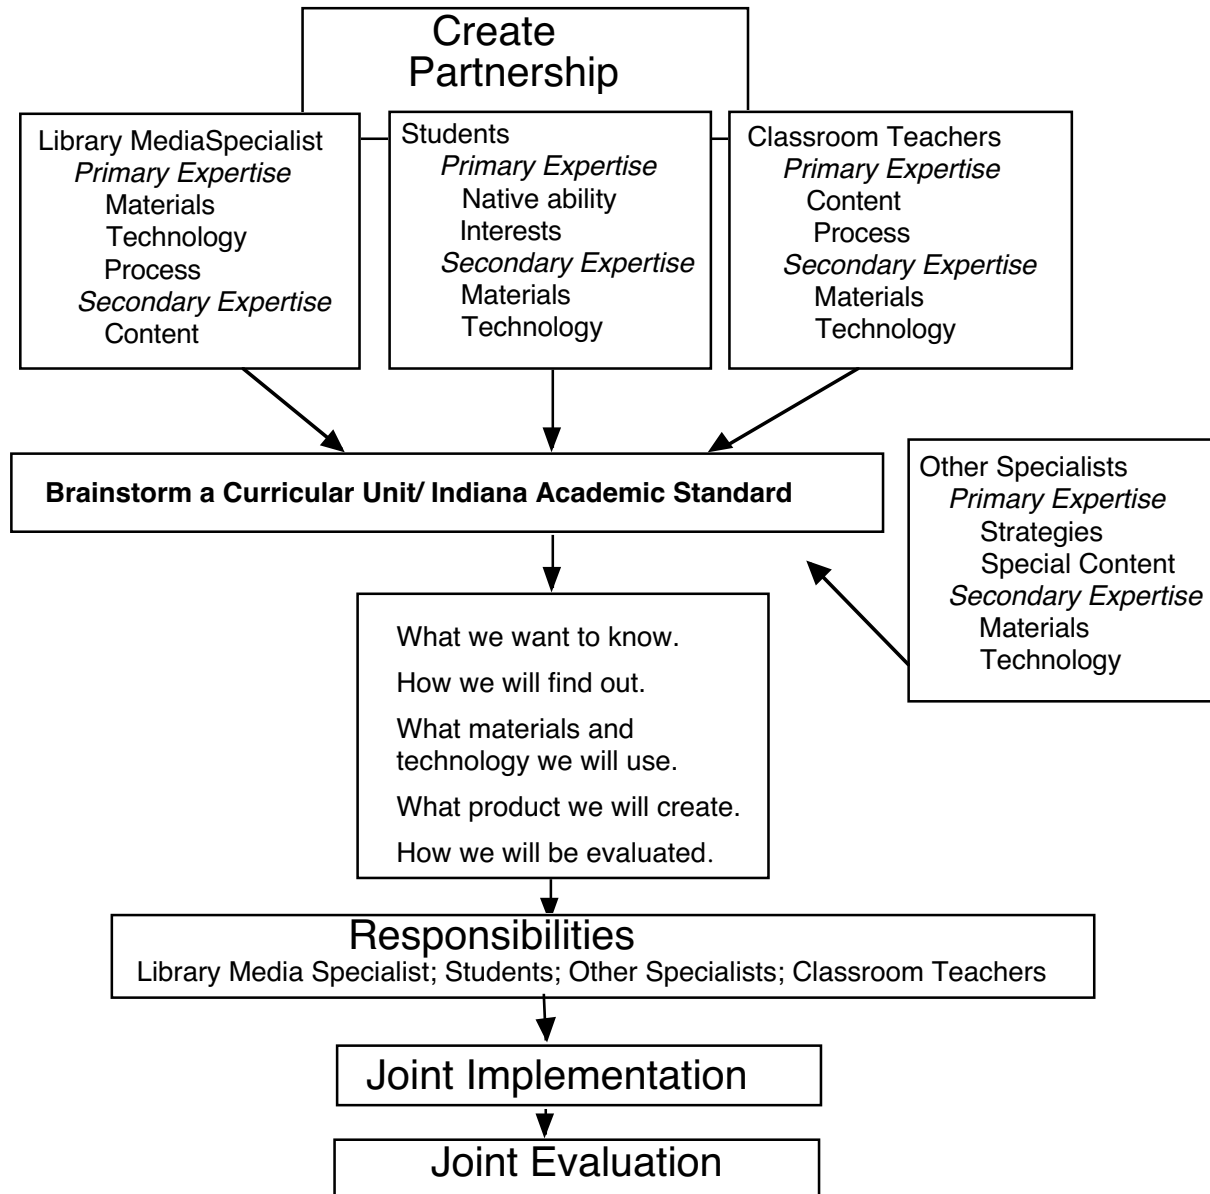 Create
Partnership
Library MediaSpecialist
Primary Expertise
Materials
Technology
Process
Secondary Expertise
Content
Students
Primary Expertise
Native ability
Interests
Secondary Expertise
Materials
Technology
Classroom Teachers
Primary Expertise
Content
Process
Secondary Expertise
Materials
Technology
Brainstorm a Curricular Unit/ Indiana Academic Standard
Other Specialists
Primary Expertise
Strategies
Special Content
Secondary Expertise
Materials
Technology
What we want to know.
How we will find out.
What materials and
technology we will use.
What product we will create.
How we will be evaluated.
Responsibilities
Library Media Specialist; Students; Other Specialists; Classroom Teachers
Joint Implementation
Joint Evaluation